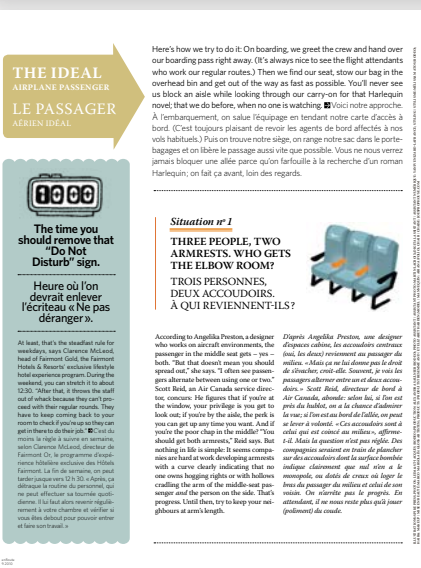 THE IDEAL
AIRPLANE PASSENGER
LE PASSAGER
AÉRIEN IDÉAL
Here's how we try to do it: On boarding, we greet the crew and hand over
our boarding pass right away. (It's always nice to see the flight attendants
who work our regular routes.) Then we find our seat, stow our bag in the
overhead bin and get out of the way as fast as possible. You'll never see
us block an aisle while looking through our carry-on for that Harlequin
novel; that we do before, when no one is watching. Voici notre approche.
À l'embarquement, on salue l'équipage en tendant notre carte d'accès à
bord. (C'est toujours plaisant de revoir les agents de bord affectés à nos
vols habituels.) Puis on trouve notre siège, on range notre sac dans le porte-
bagages et on libère le passage aussi vite que possible. Vous ne nous verrez
jamais bloquer une allée parce qu'on farfouille à la recherche d'un roman
Harlequin; on fait ça avant, loin des regards.
The time you
should remove that
"Do Not
Disturb" sign.
Heure où l'on
devrait enlever
l'écriteau « Ne pas
déranger ».
At least, that's the steadfast rule for
weekdays, says Clarence McLeod,
head of Fairmont Gold, the Fairmont
Hotels & Resorts' exclusive lifestyle
hotel experience program. During the
weekend, you can stretch it to about
12:30. "After that, it throws the staff
out of whack because they can't pro-
ceed with their regular rounds. They
have to keep coming back to your
room to check if you're up so they can
get in there to do their job." C'est du
moins la règle à suivre en semaine,
selon Clarence McLeod, directeur de
Fairmont Or, le programme d'expé-
rience hôtelière exclusive des Hôtels
Fairmont. La fin de semaine, on peut
tarder jusque vers 12 h 30. « Après, ça
détraque la routine du personnel, qui
ne peut effectuer sa tournée quoti-
dienne. Il lui faut alors revenir réguliè-
rement à votre chambre et vérifier si
vous êtes debout pour pouvoir entrer
et faire son travail. »
Situation nº 1
THREE PEOPLE, TWO
ARMRESTS. WHO GETS
THE ELBOW ROOM?
TROIS PERSONNES,
DEUX ACCOUDOIRS.
À QUI REVIENNENT-ILS?
According to Angelika Preston, a designer
who works on aircraft environments, the
passenger in the middle seat gets – yes –
both. "But that doesn't mean you should
spread out," she says. "I often see passen-
gers alternate between using one or two."
Scott Reid, an Air Canada service direc-
tor, concurs: He figures that if you're at
the window, your privilege is you get to
look out; if you're by the aisle, the perk is
you can get up any time you want. And if
you're the poor chap in the middle? "You
should get both armrests," Reid says. But
nothing in life is simple: It seems compa-
nies are hard at work developing armrests
with a curve clearly indicating that no
one owns hogging rights or with hollows
cradling the arm of the middle-seat pas-
senger and the person on the side. That's
progress. Until then, try to keep your nei-
ghbours at arm's length.
D'après Angelika Preston, une designer
d'espaces cabine, les accoudoirs centraux
(oui, les deux) reviennent au passager du
milieu. « Mais ça ne lui donne pas le droit
de s'évacher, croit-elle. Souvent, je vois les
passagers alterner entre un et deux accou-
doirs. » Scott Reid, directeur de bord à
Air Canada, abonde : selon lui, si l'on est
près du hublot, on a la chance d'admirer
la vue; si l'on est au bord de l'allée, on peut
se lever à volonté. « Ces accoudoirs sont à
celui qui est coincé au milieu », affirme-
t-il. Mais la question n'est pas réglée. Des
compagnies seraient en train de plancher
sur des accoudoirs dont la surface bombée
indique clairement que nul n'en a le
monopole, ou dotés de creux où loger le
bras du passager du milieu et celui de son
voisin. On n'arrête pas le progrès. En
attendant, il ne nous reste plus qu'à jouer
(poliment) du coude.